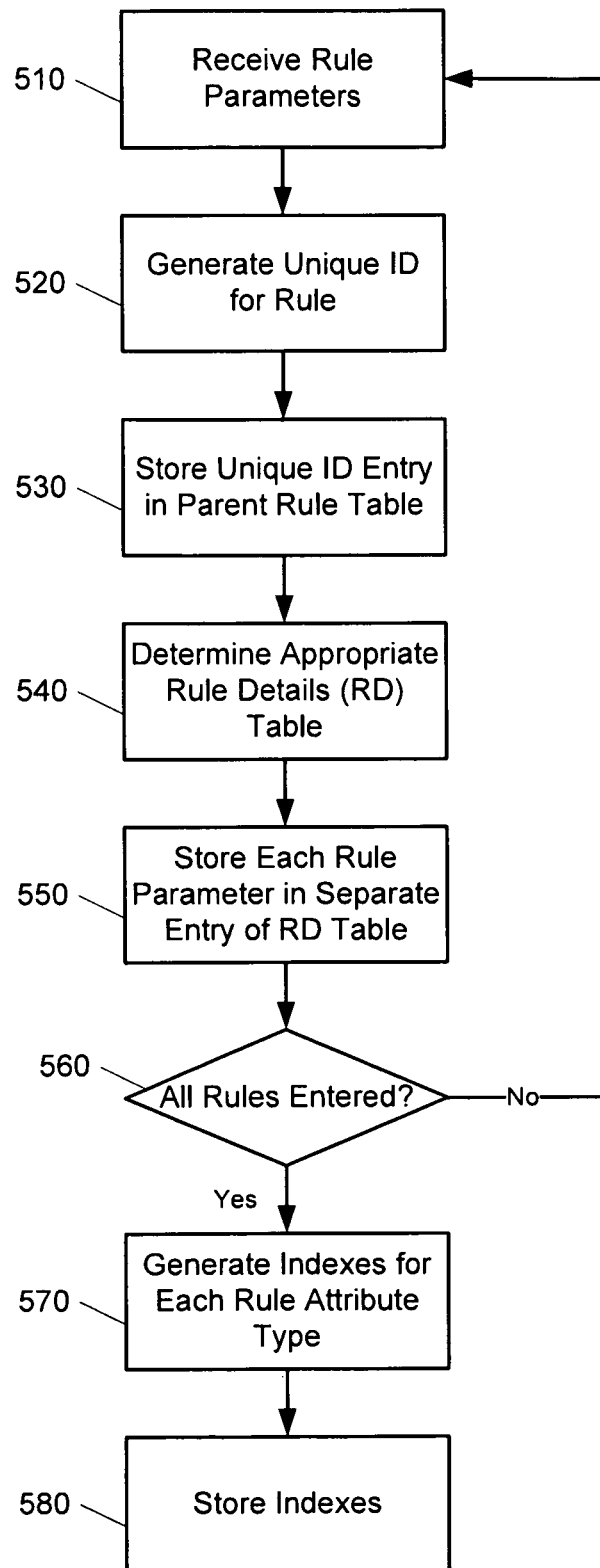 510
Receive Rule
Parameters
520
Generate Unique ID
for Rule
530
Store Unique ID Entry
in Parent Rule Table
540
Determine Appropriate
Rule Details (RD)
Table
550
Store Each Rule
Parameter in Separate
Entry of RD Table
560
All Rules Entered?
No
Yes
570
Generate Indexes for
Each Rule Attribute
Type
580
Store Indexes